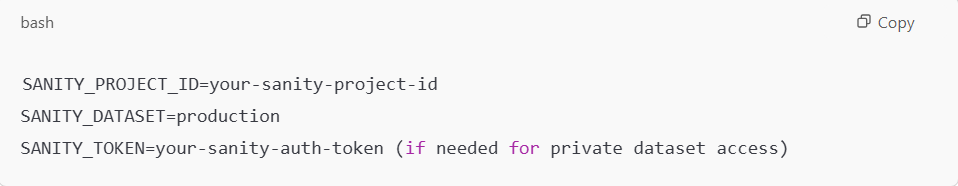 bash
Copy
SANITY_PROJECT_ID=your-sanity-project-id
SANITY_DATASET=production
SANITY_TOKEN=your-sanity-auth-token (if needed for private dataset access)